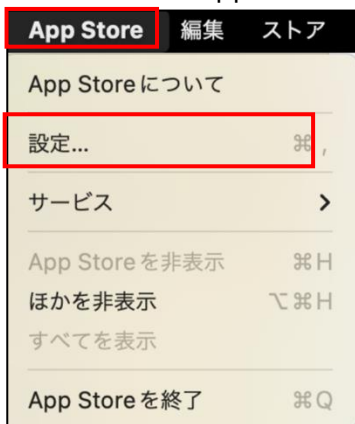 App Store 編集 ストア
App Storeについて
設定... ⌘ ,
サービス >
App Storeを非表示 ⌘H
ほかを非表示 ⌥⌘H
すべてを表示
App Storeを終了 ⌘Q